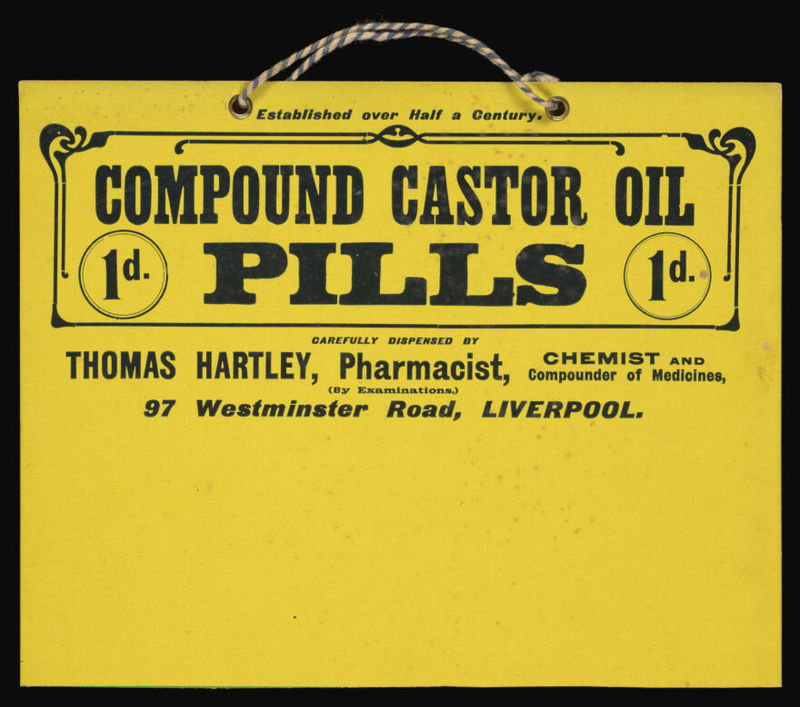 Established over Half a Century.
COMPOUND CASTOR OIL
1d. PILLS 1d.
CAREFULLY DISPENSED BY
THOMAS HARTLEY, Pharmacist, CHEMIST AND
Compounder of Medicines,
(By Examinations.)
97 Westminster Road, LIVERPOOL.